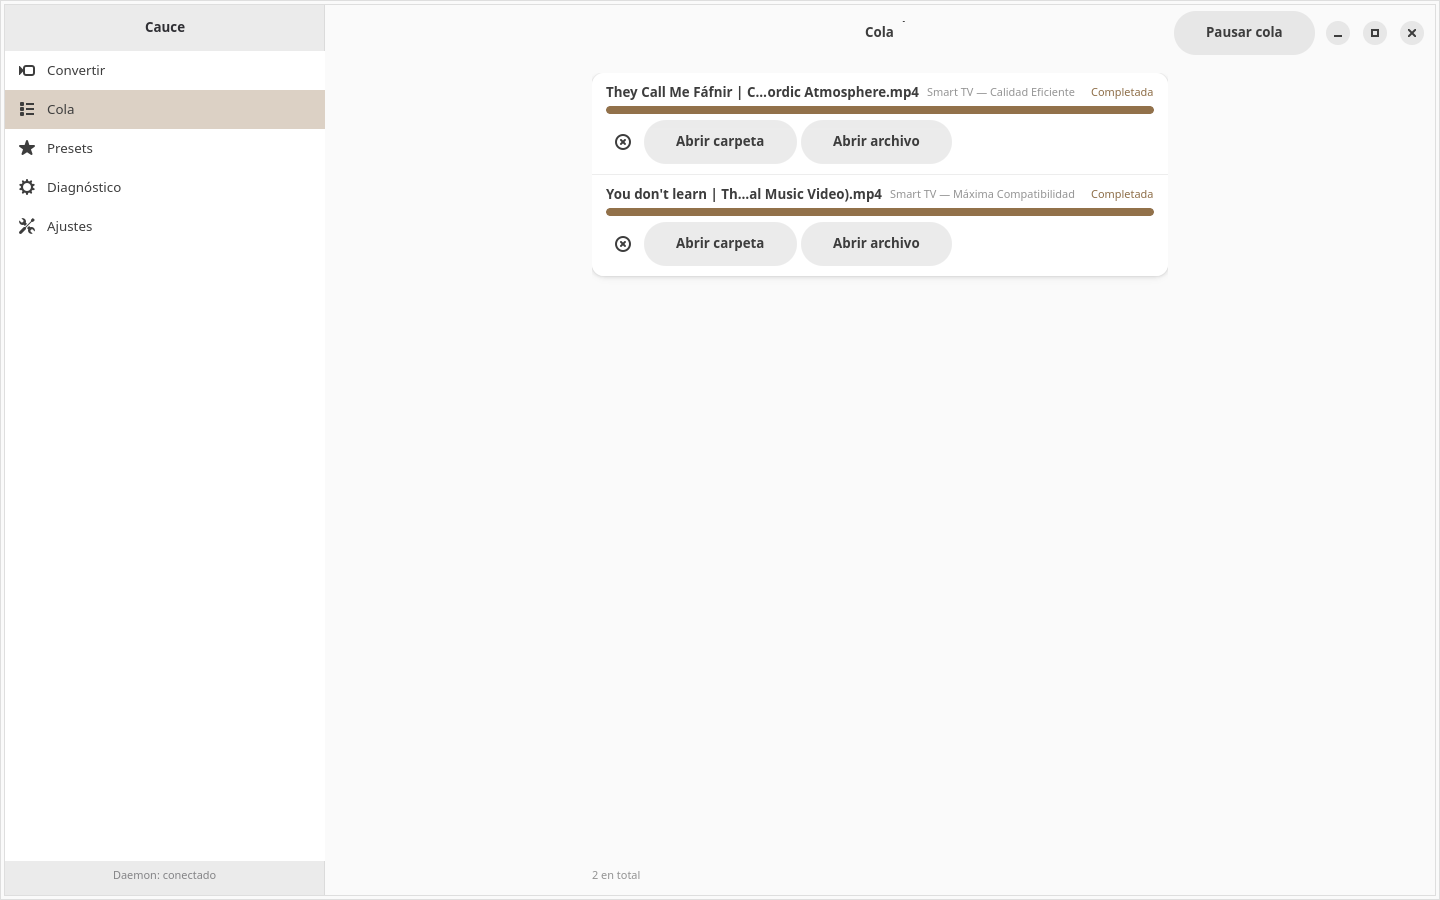 Cauce
Convertir
Cola
Presets
Diagnóstico
Ajustes
Daemon: conectado
Cola
Pausar cola
They Call Me Fáfnir | C...ordic Atmosphere.mp4 Smart TV — Calidad Eficiente Completada
Abrir carpeta Abrir archivo
You don't learn | Th...al Music Video).mp4 Smart TV — Máxima Compatibilidad Completada
Abrir carpeta Abrir archivo
2 en total